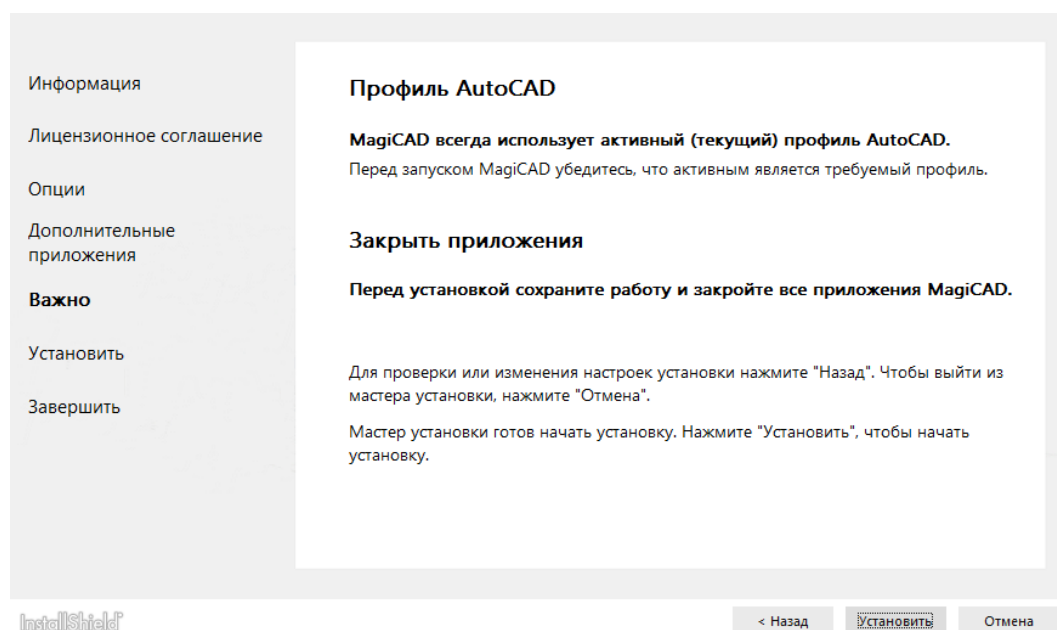 Информация
Лицензионное соглашение
Опции
Дополнительные
приложения
Важно
Установить
Завершить
Профиль AutoCAD
MagiCAD всегда использует активный (текущий) профиль AutoCAD.
Перед запуском MagiCAD убедитесь, что активным является требуемый профиль.
Закрыть приложения
Перед установкой сохраните работу и закройте все приложения MagiCAD.
Для проверки или изменения настроек установки нажмите "Назад". Чтобы выйти из
мастера установки, нажмите "Отмена".
Мастер установки готов начать установку. Нажмите "Установить", чтобы начать
установку.
InstallShield
< Назад
Установить
Отмена